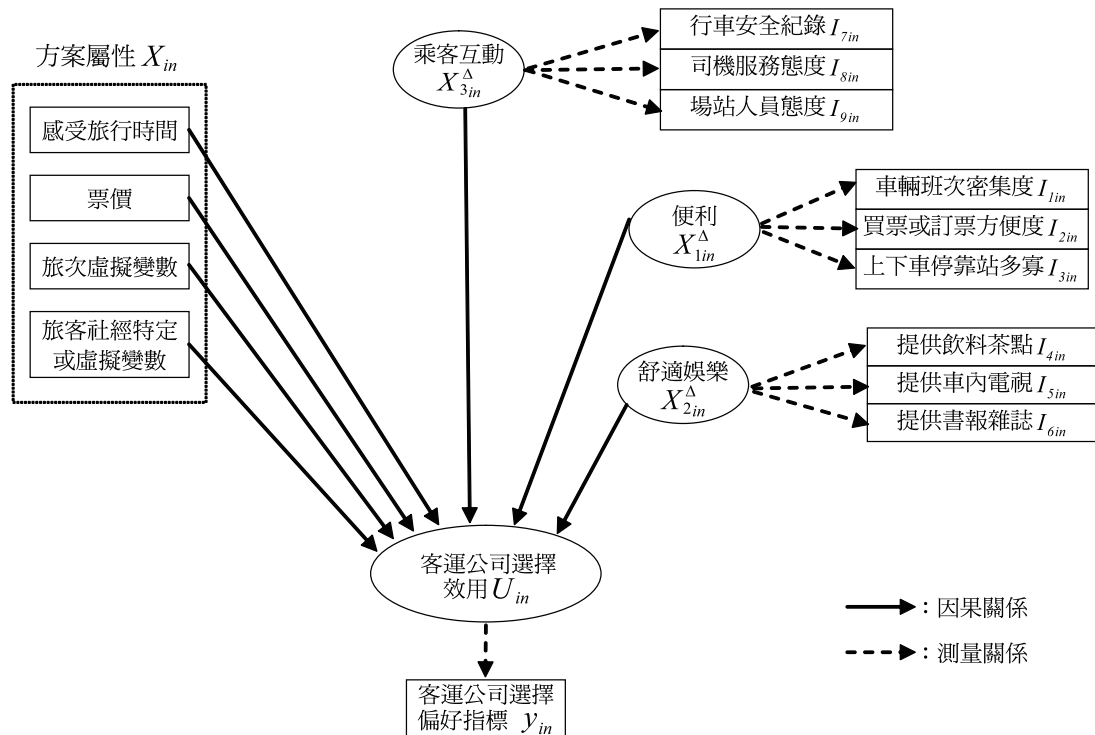 方案屬性 X_in
感受旅行時間
票價
旅次虛擬變數
旅客社經特定
或虛擬變數
乘客互動
X^Δ_3in
行車安全紀錄 I_7in
司機服務態度 I_8in
場站人員態度 I_9in
便利
X^Δ_1in
車輛班次密集度 I_1in
買票或訂票方便度 I_2in
上下車停靠站多寡 I_3in
舒適娛樂
X^Δ_2in
提供飲料茶點 I_4in
提供車內電視 I_5in
提供書報雜誌 I_6in
客運公司選擇
效用 U_in
客運公司選擇
偏好指標 y_in
：因果關係
：測量關係